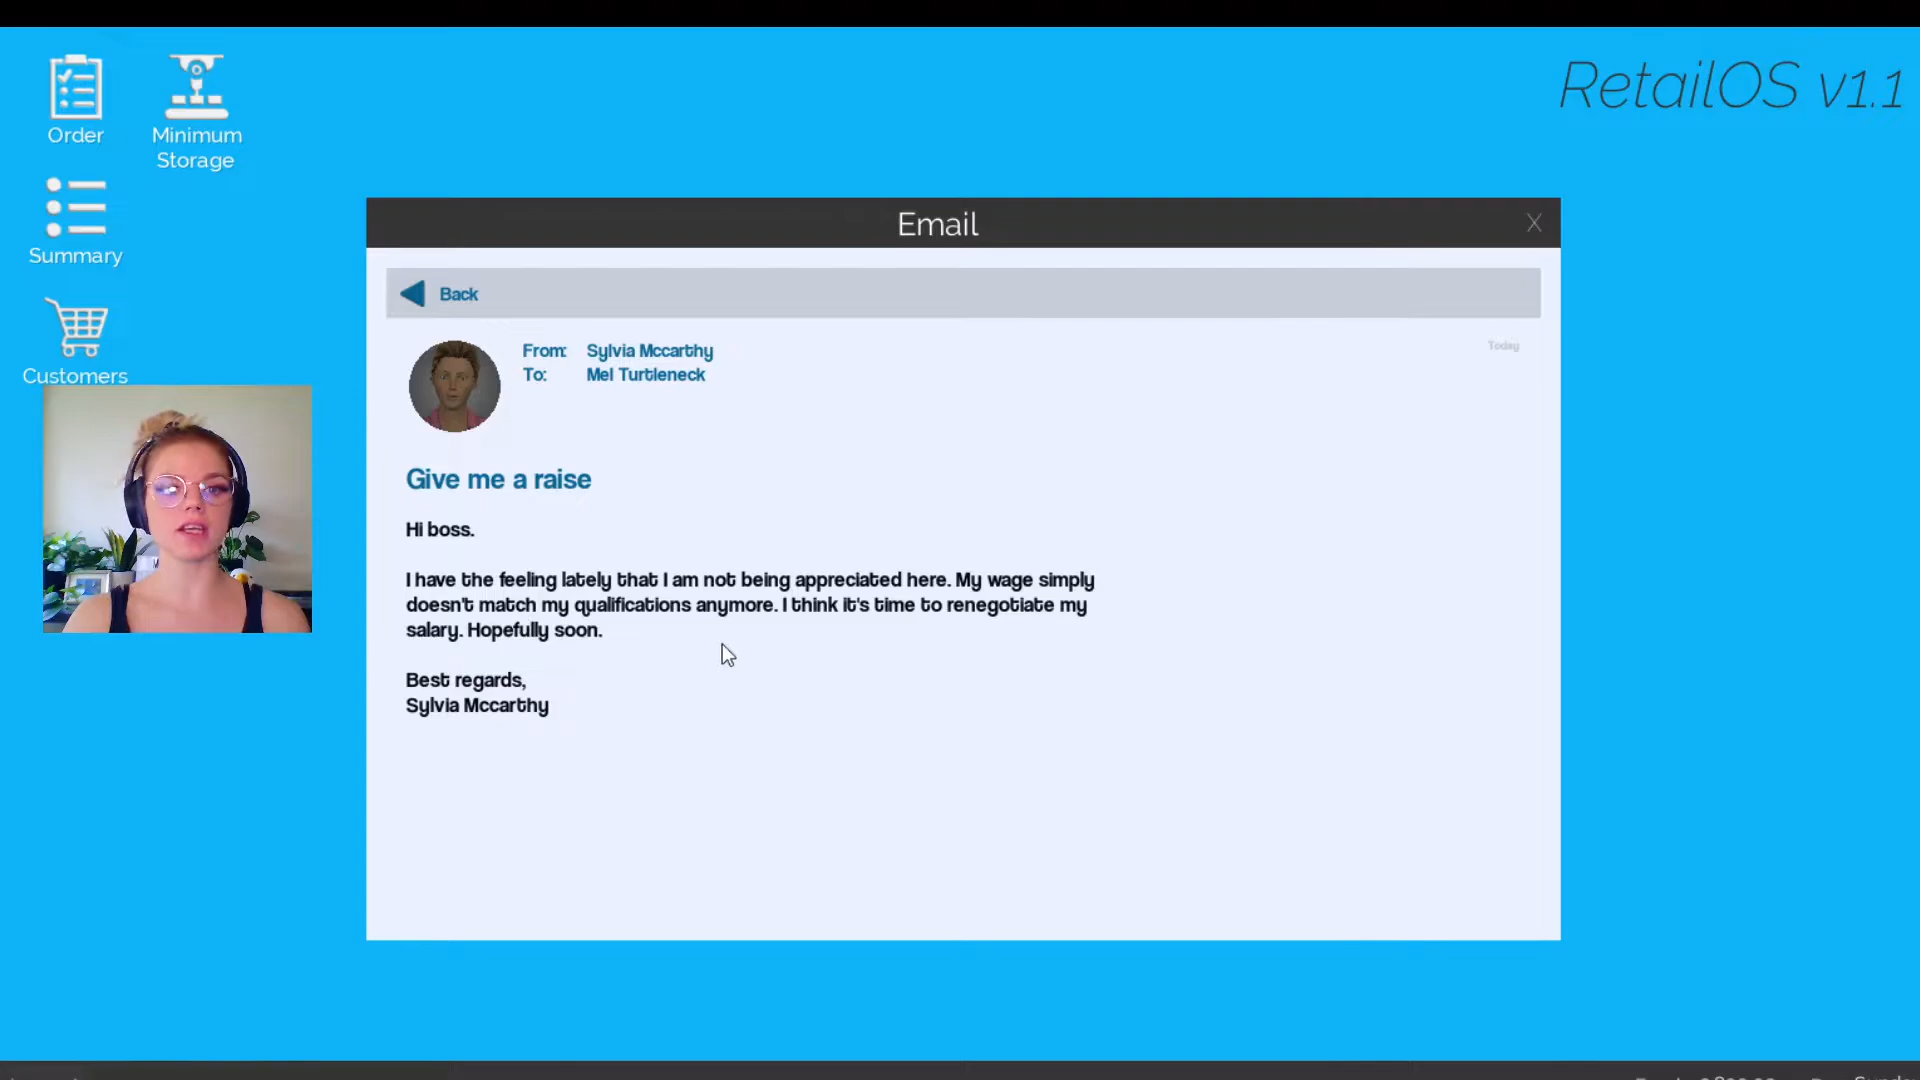 RetailOS v1.1
Order
Minimum
Storage
Summary
Customers
Email
X
Back
From: Sylvia Mccarthy
To: Mel Turtleneck
Today
Give me a raise
Hi boss.
I have the feeling lately that I am not being appreciated here. My wage simply
doesn't match my qualifications anymore. I think it's time to renegotiate my
salary. Hopefully soon.
Best regards,
Sylvia Mccarthy